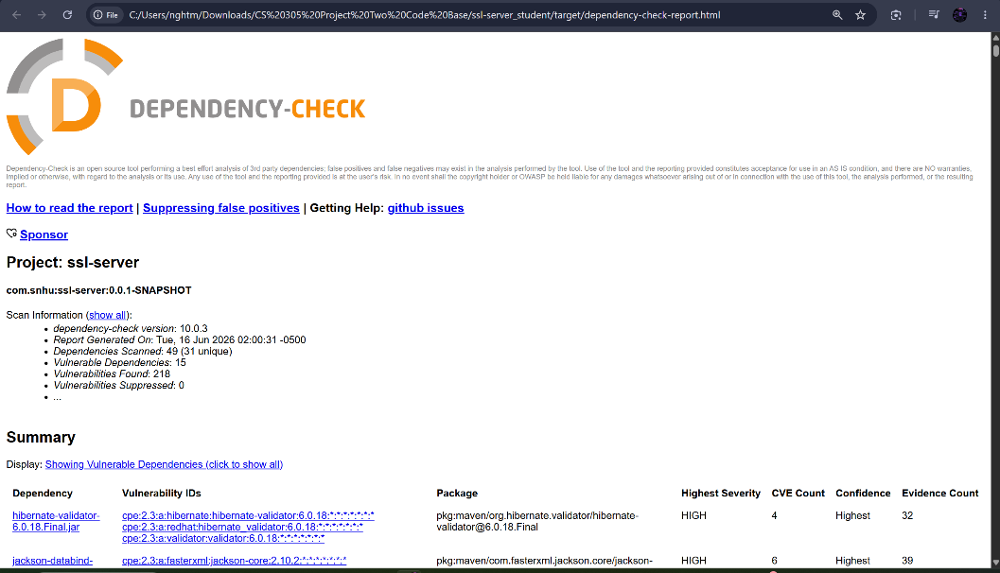 File C:/Users/nghtm/Downloads/CS%20305%20Project%20Two%20Code%20Base/ssl-server_student/target/dependency-check-report.html
D
DEPENDENCY-CHECK
Dependency-Check is an open source tool performing a best effort analysis of 3rd party dependencies; false positives and false negatives may exist in the analysis performed by the tool. Use of the tool and the reporting provided constitutes acceptance for use in an AS IS condition, and there are NO warranties,
implied or otherwise, with regard to the analysis or its use. Any use of the tool and the reporting provided is at the user's risk. In no event shall the copyright holder or OWASP be held liable for any damages whatsoever arising out of or in connection with the use of this tool, the analysis performed, or the resulting
report.
How to read the report | Suppressing false positives | Getting Help: github issues
Sponsor
Project: ssl-server
com.snhu:ssl-server:0.0.1-SNAPSHOT
Scan Information (show all):
• dependency-check version: 10.0.3
• Report Generated On: Tue, 16 Jun 2026 02:00:31 -0500
• Dependencies Scanned: 49 (31 unique)
• Vulnerable Dependencies: 15
• Vulnerabilities Found: 218
• Vulnerabilities Suppressed: 0
• ...
Summary
Display: Showing Vulnerable Dependencies (click to show all)
Dependency Vulnerability IDs Package Highest Severity CVE Count Confidence Evidence Count
hibernate-validator- cpe:2.3:a:hibernate:hibernate-validator:6.0.18:*:*:*:*:*:*:* pkg:maven/org.hibernate.validator/hibernate- HIGH 4 Highest 32
6.0.18.Final.jar cpe:2.3:a:redhat:hibernate_validator:6.0.18:*:*:*:*:*:*:* validator@6.0.18.Final
cpe:2.3:a:validator:validator:6.0.18:*:*:*:*:*:*:*
jackson-databind- cpe:2.3:a:fasterxml:jackson-core:2.10.2:*:*:*:*:*:*:* pkg:maven/com.fasterxml.jackson.core/jackson- HIGH 6 Highest 39